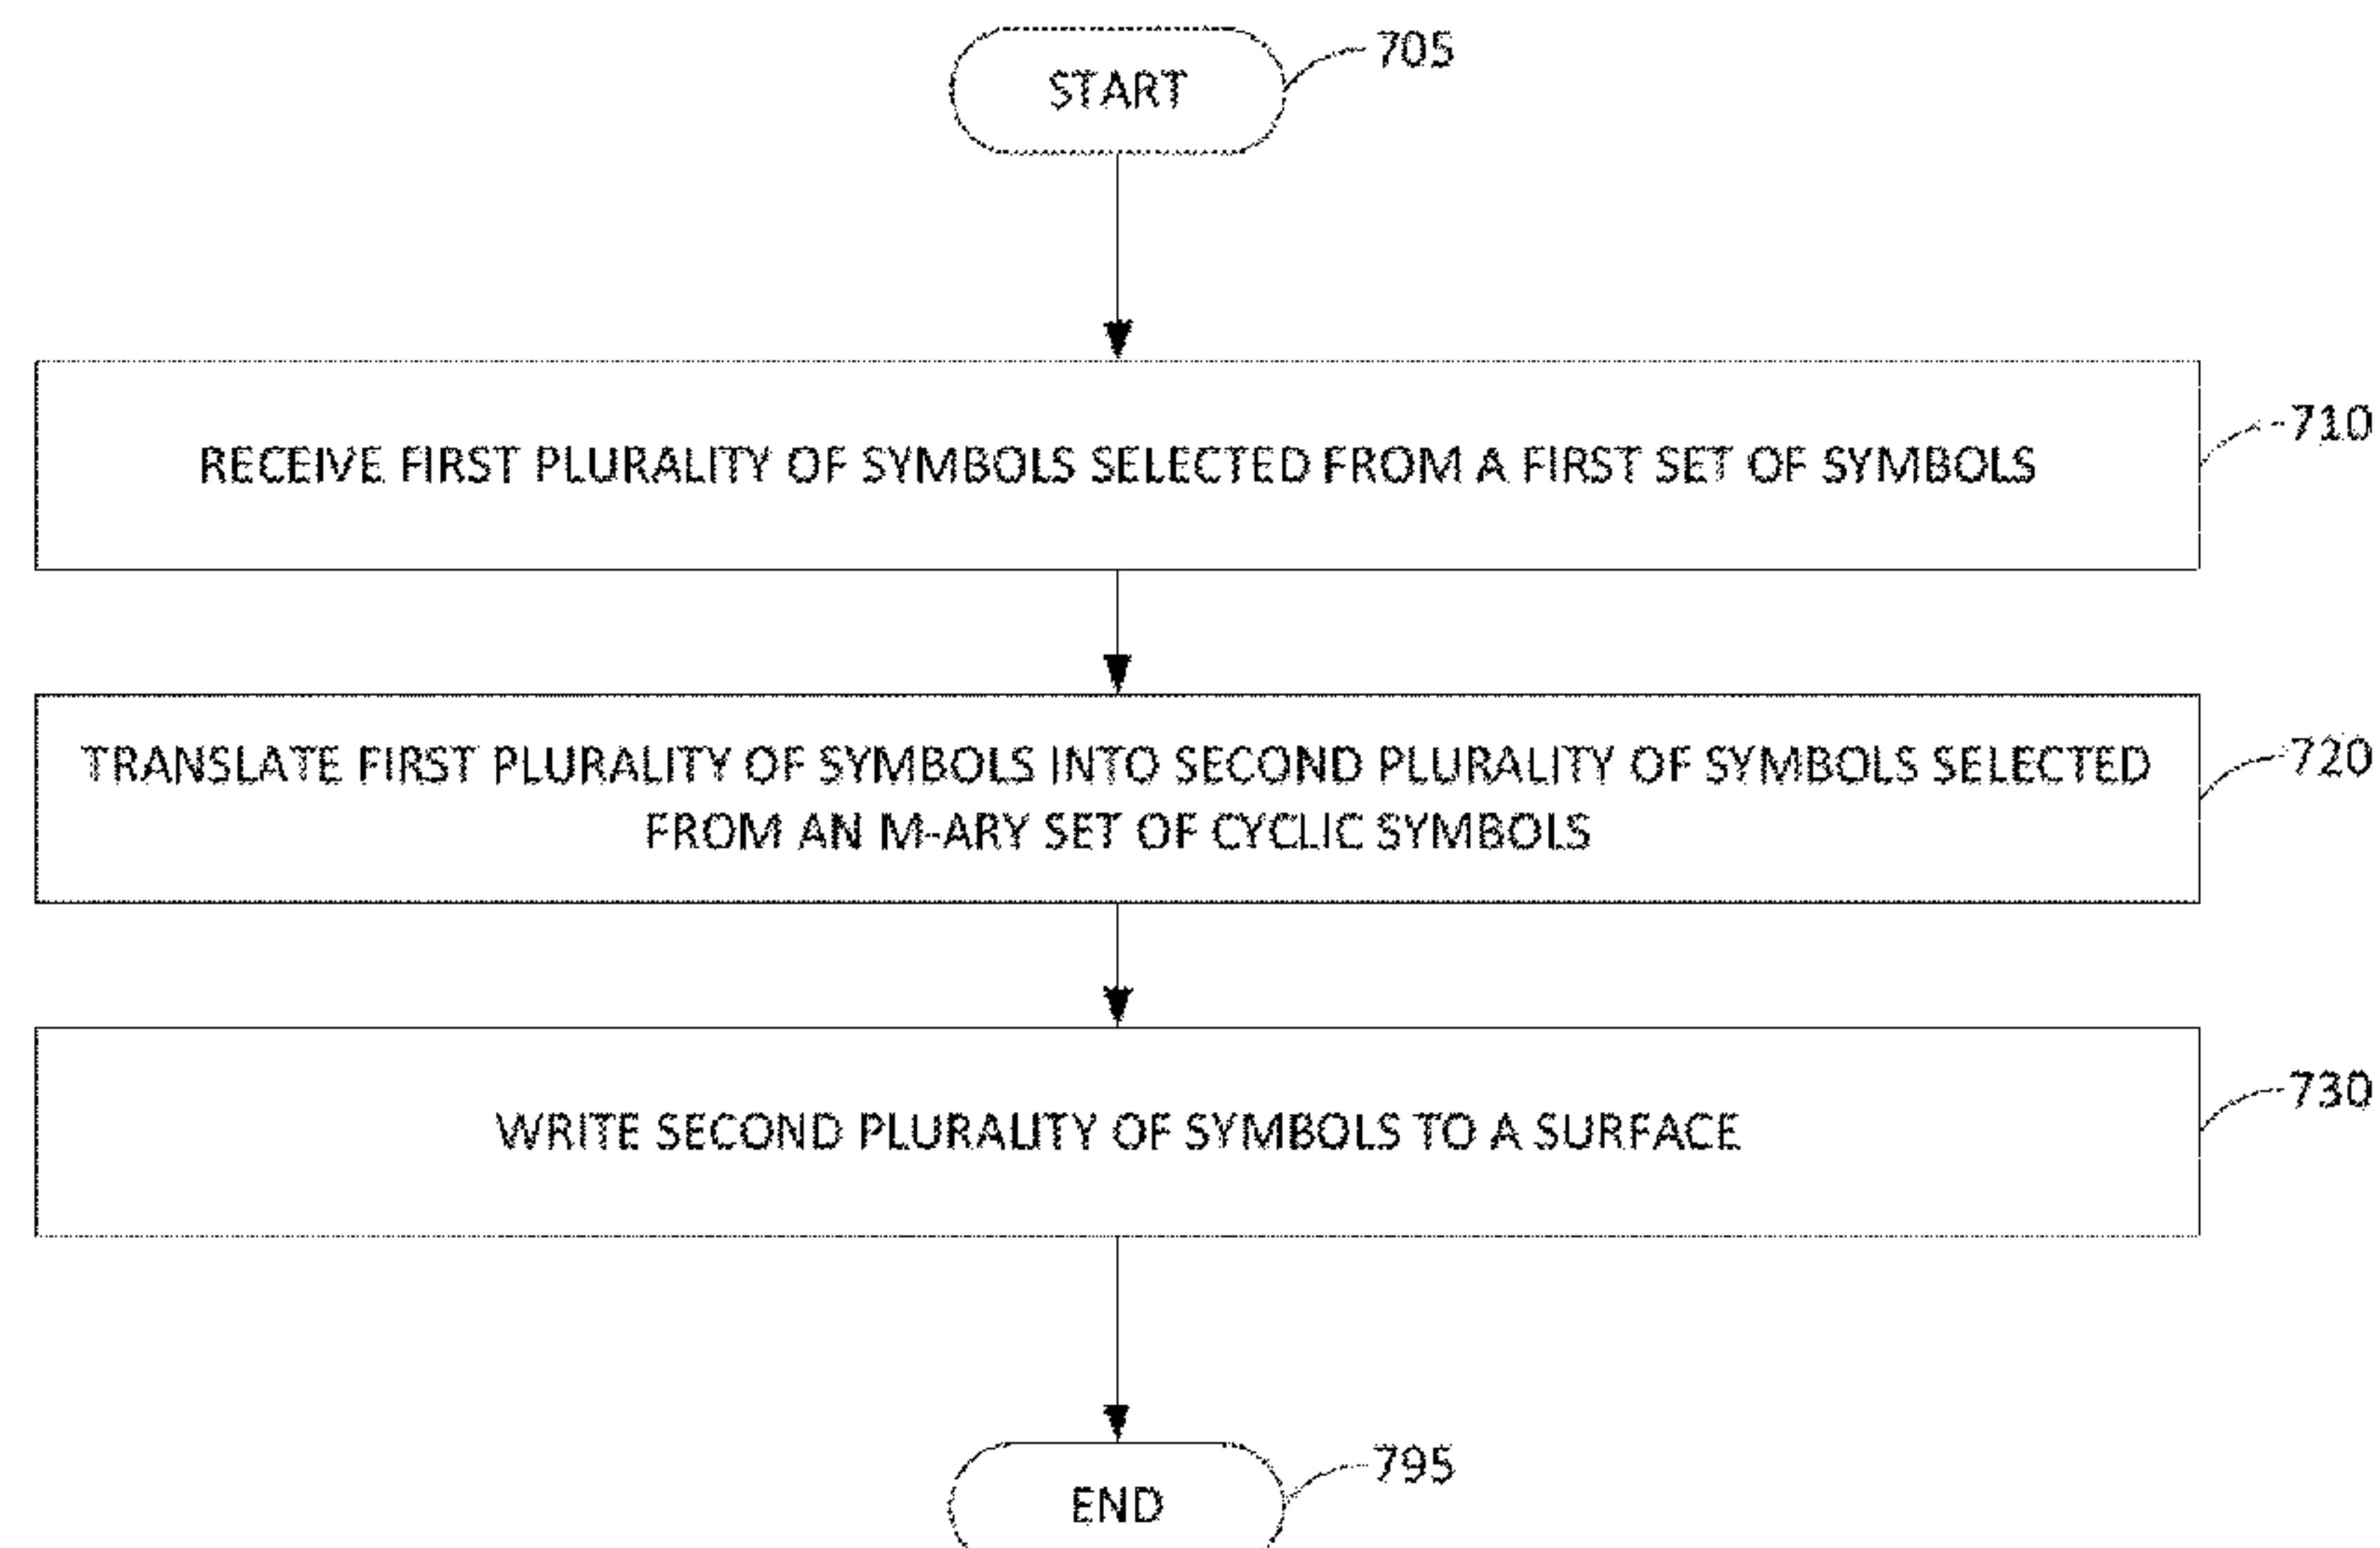 START
705
RECEIVE FIRST PLURALITY OF SYMBOLS SELECTED FROM A FIRST SET OF SYMBOLS
710
TRANSLATE FIRST PLURALITY OF SYMBOLS INTO SECOND PLURALITY OF SYMBOLS SELECTED
FROM AN M-ARY SET OF CYCLIC SYMBOLS
720
WRITE SECOND PLURALITY OF SYMBOLS TO A SURFACE
730
END
795